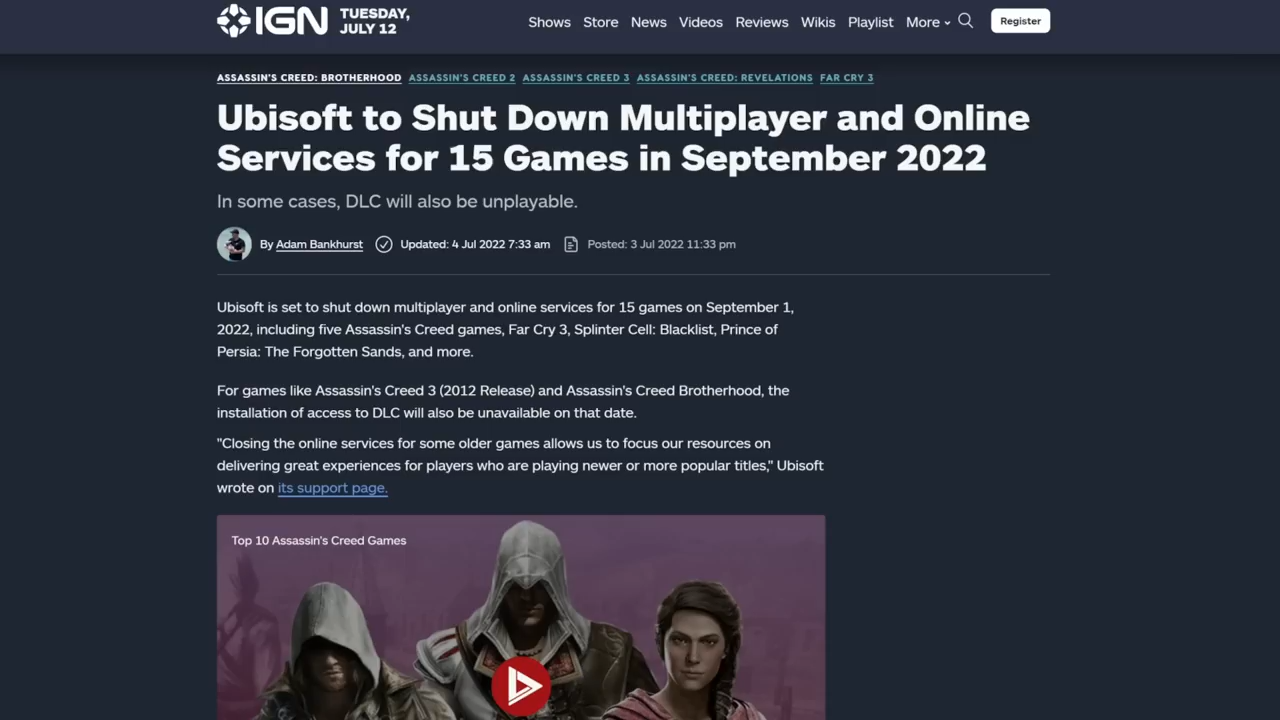 IGN TUESDAY,
JULY 12
Shows Store News Videos Reviews Wikis Playlist More Register
ASSASSIN'S CREED: BROTHERHOOD ASSASSIN'S CREED 2 ASSASSIN'S CREED 3 ASSASSIN'S CREED: REVELATIONS FAR CRY 3
Ubisoft to Shut Down Multiplayer and Online
Services for 15 Games in September 2022
In some cases, DLC will also be unplayable.
By Adam Bankhurst Updated: 4 Jul 2022 7:33 am Posted: 3 Jul 2022 11:33 pm
Ubisoft is set to shut down multiplayer and online services for 15 games on September 1,
2022, including five Assassin's Creed games, Far Cry 3, Splinter Cell: Blacklist, Prince of
Persia: The Forgotten Sands, and more.
For games like Assassin's Creed 3 (2012 Release) and Assassin's Creed Brotherhood, the
installation of access to DLC will also be unavailable on that date.
"Closing the online services for some older games allows us to focus our resources on
delivering great experiences for players who are playing newer or more popular titles," Ubisoft
wrote on its support page.
Top 10 Assassin's Creed Games